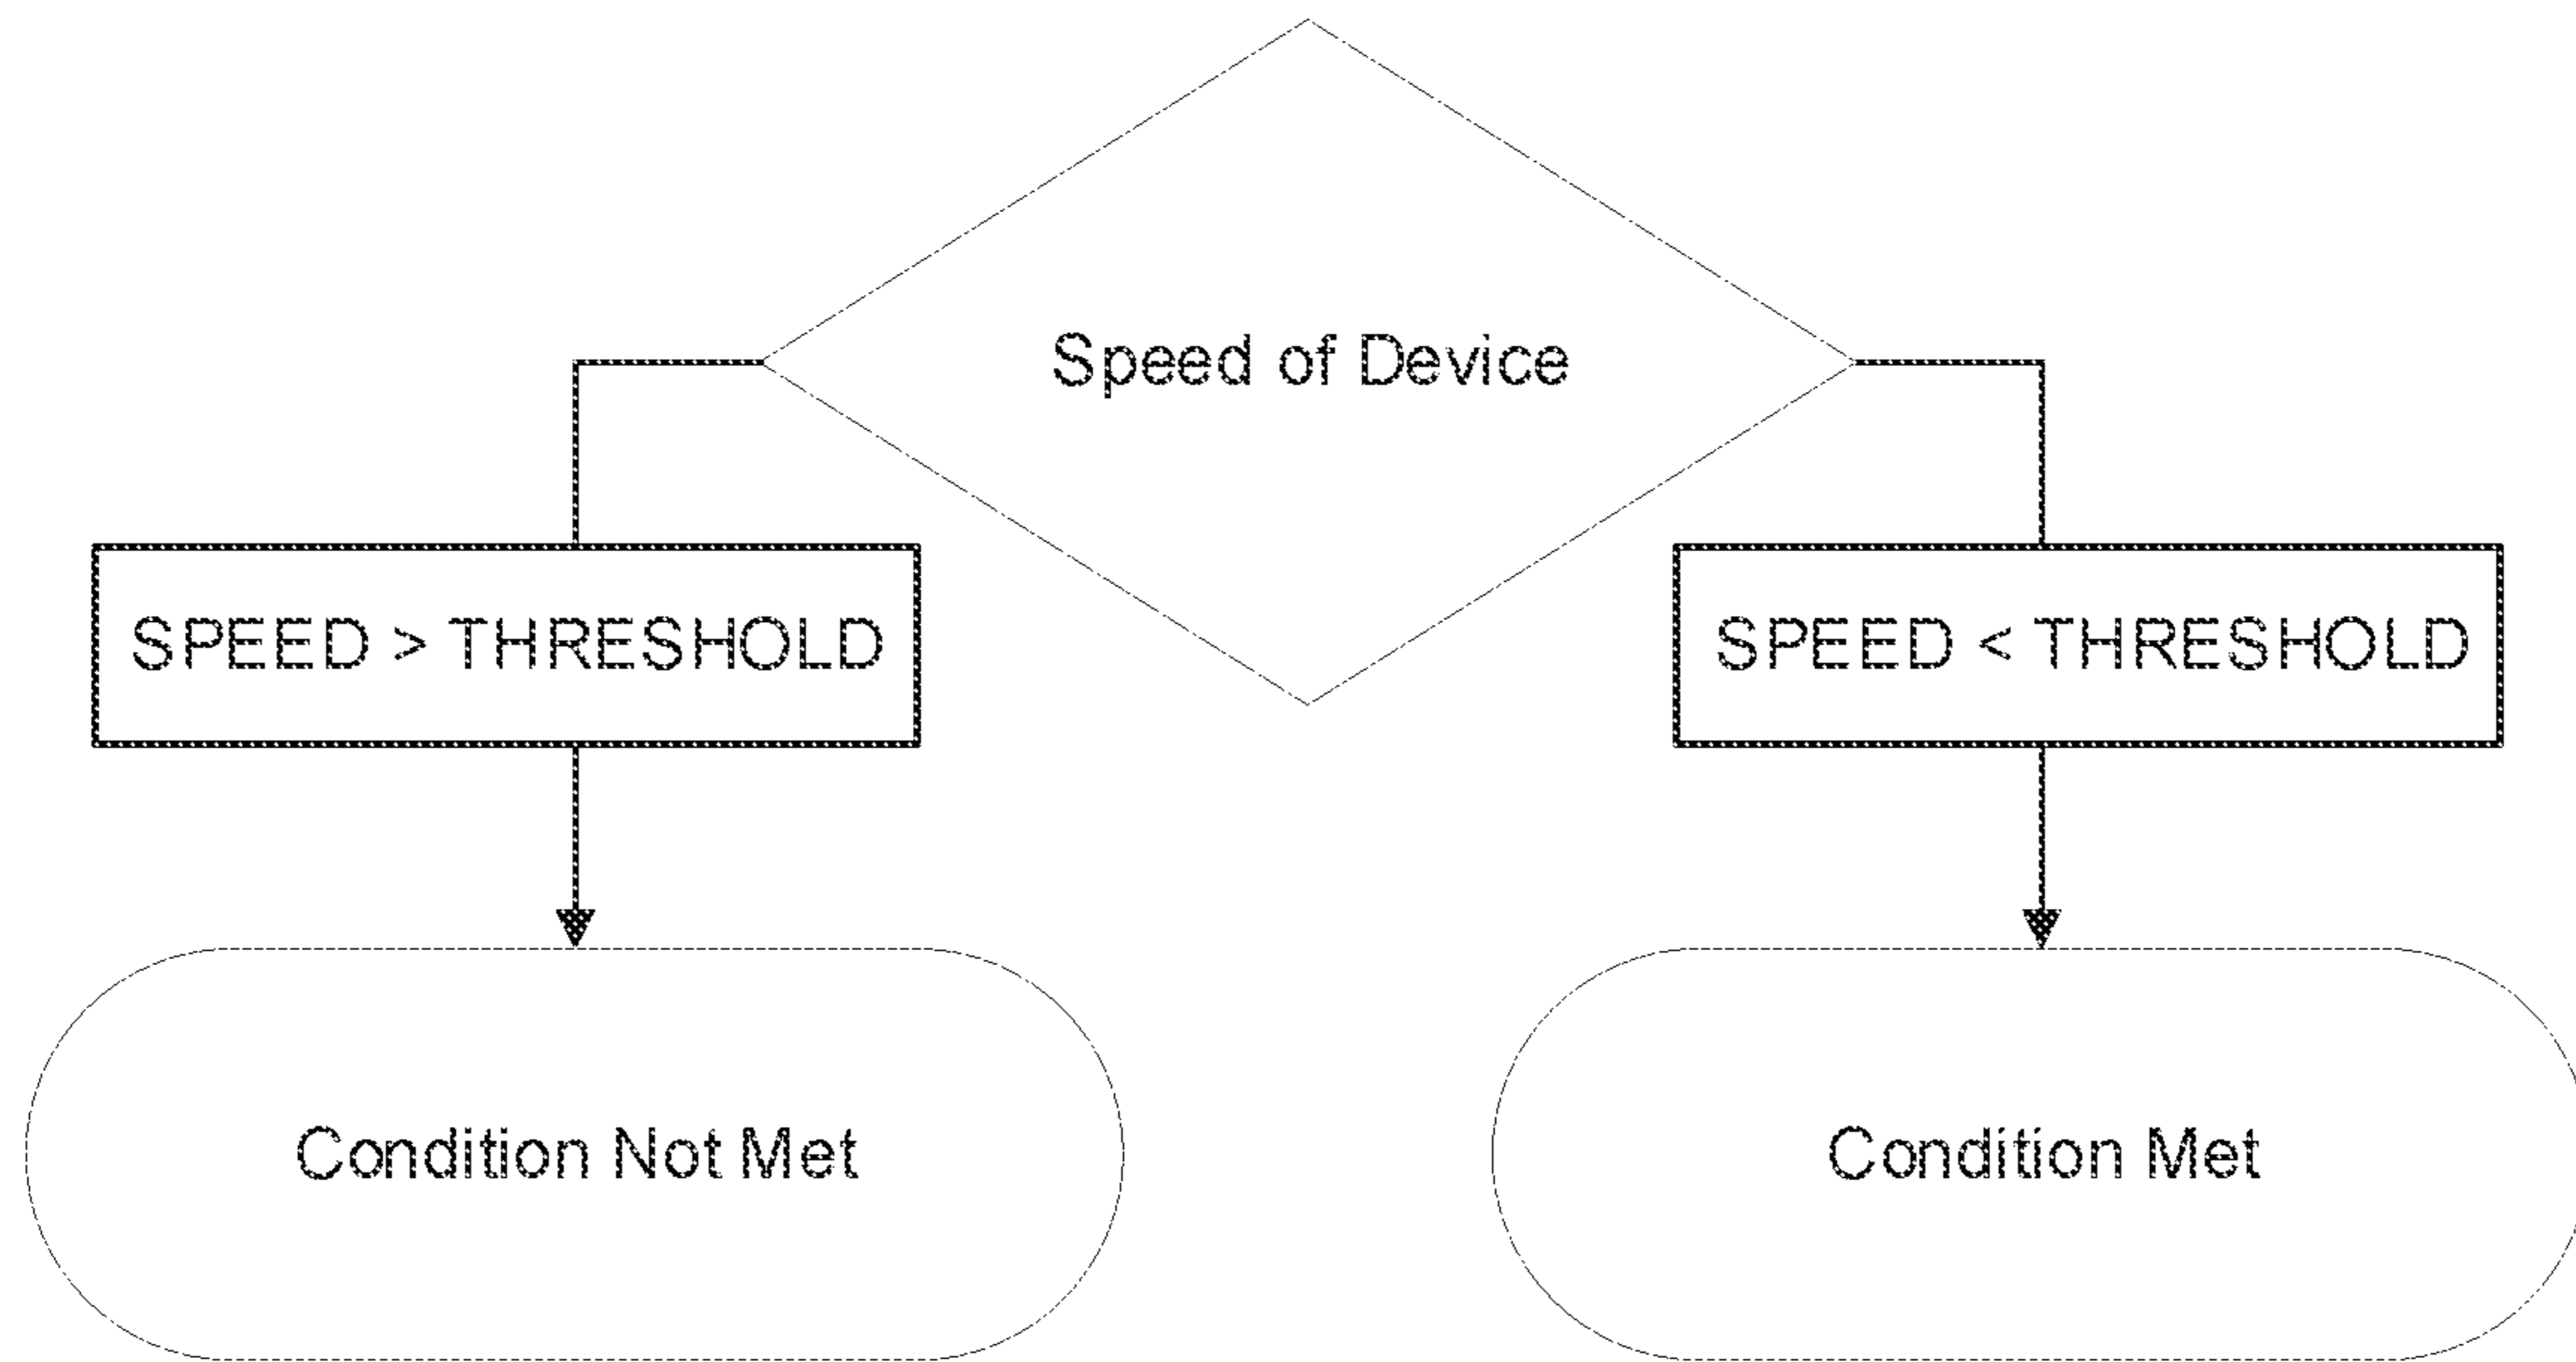 Speed of Device
SPEED > THRESHOLD
SPEED < THRESHOLD
Condition Not Met
Condition Met